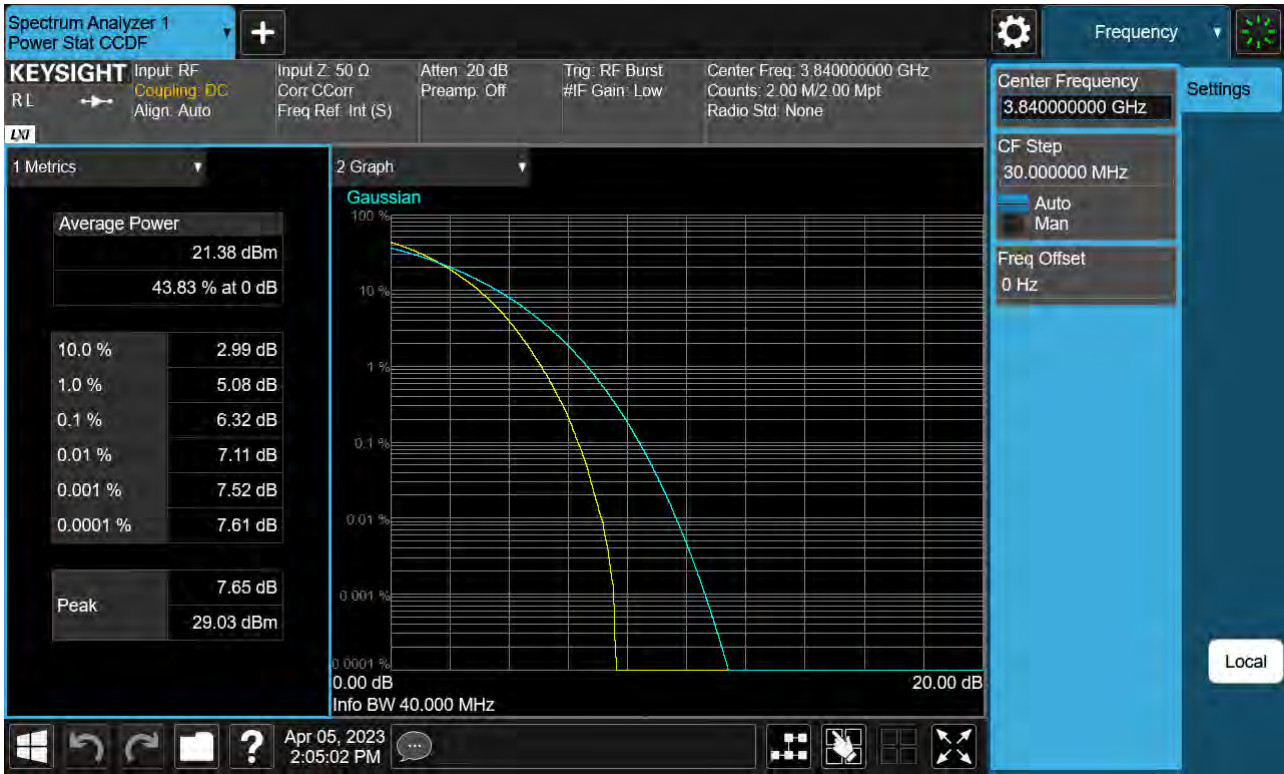 Spectrum Analyzer 1
Power Stat CCDF
Frequency
KEYSIGHT
RL
LXI
Input: RF
Coupling: DC
Align: Auto
Input Z: 50 Ω
Corr CCorr
Freq Ref: Int (S)
Atten: 20 dB
Preamp: Off
Trig: RF Burst
#IF Gain: Low
Center Freq: 3.840000000 GHz
Counts: 2.00 M/2.00 Mpt
Radio Std: None
Center Frequency
3.840000000 GHz
Settings
CF Step
30.000000 MHz
Auto
Man
Freq Offset
0 Hz
1 Metrics
Average Power
21.38 dBm
43.83 % at 0 dB
10.0 % 2.99 dB
1.0 % 5.08 dB
0.1 % 6.32 dB
0.01 % 7.11 dB
0.001 % 7.52 dB
0.0001 % 7.61 dB
Peak
7.65 dB
29.03 dBm
2 Graph
Gaussian
100 %
10 %
1 %
0.1 %
0.01 %
0.001 %
0.0001 %
0.00 dB
20.00 dB
Info BW 40.000 MHz
Local
?
Apr 05, 2023
2:05:02 PM